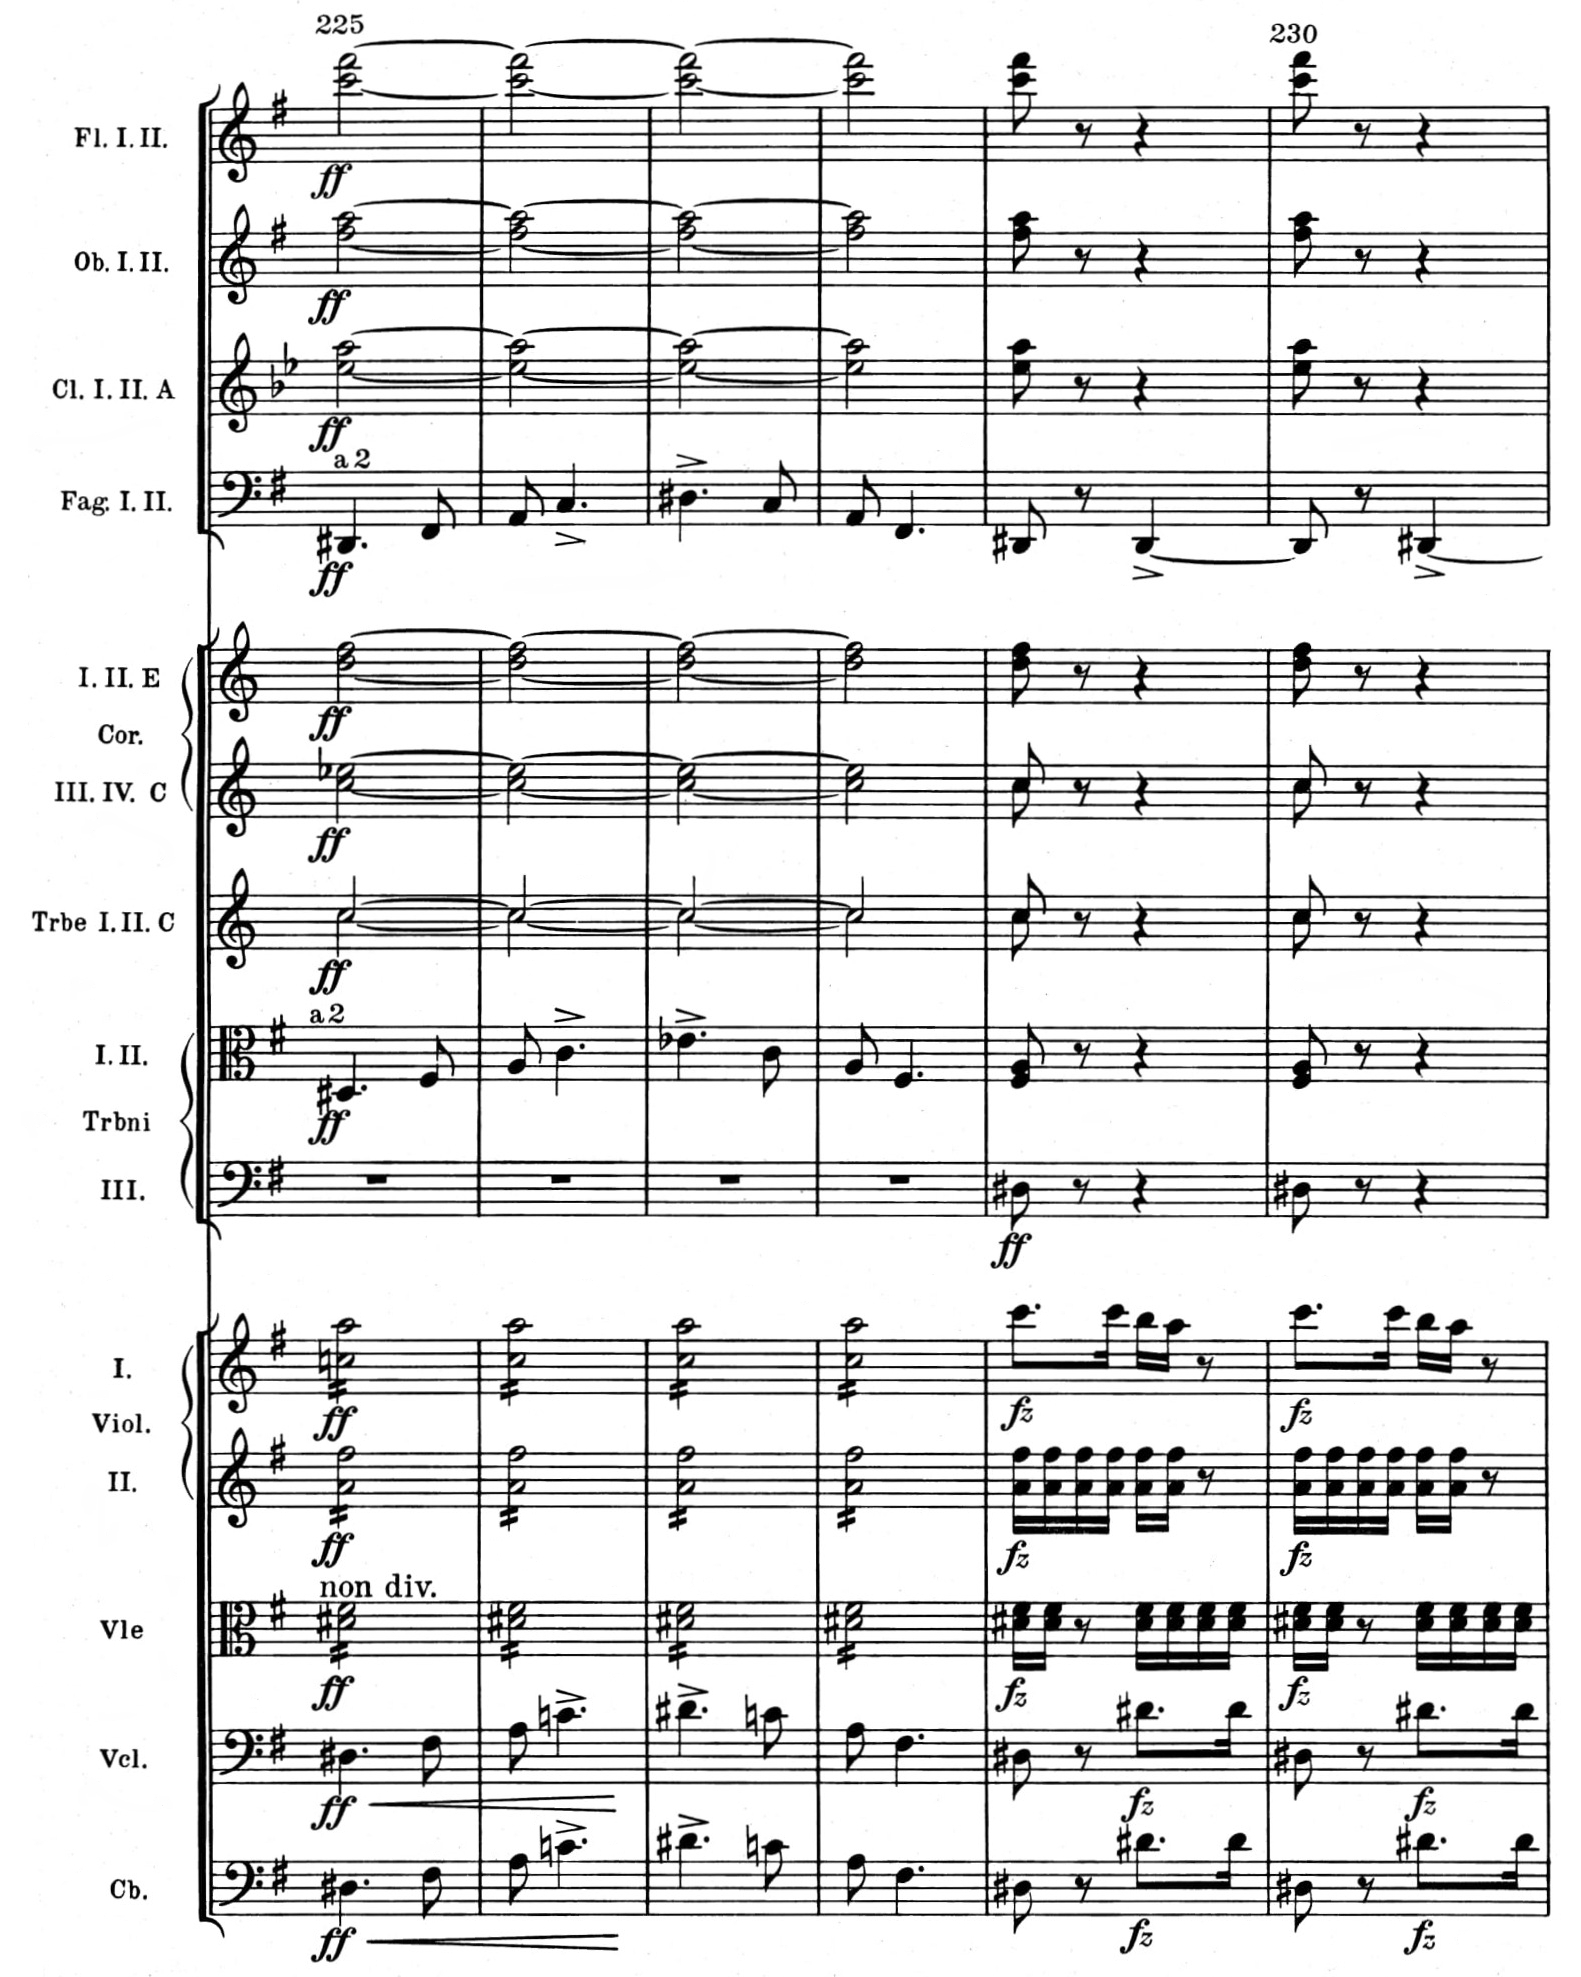 225 230
Fl. I. II.
ff
Ob. I. II.
ff
Cl. I. II. A
ff
a 2
Fag. I. II.
ff
I. II. E
ff
Cor.
III. IV. C
ff
Trbe I. II. C
ff
a 2
I. II.
ff
Trbni
III.
ff
I.
ff fz fz
Viol.
II.
ff fz fz
non div.
Vle
ff fz fz
Vcl.
ff fz fz
Cb.
ff fz fz